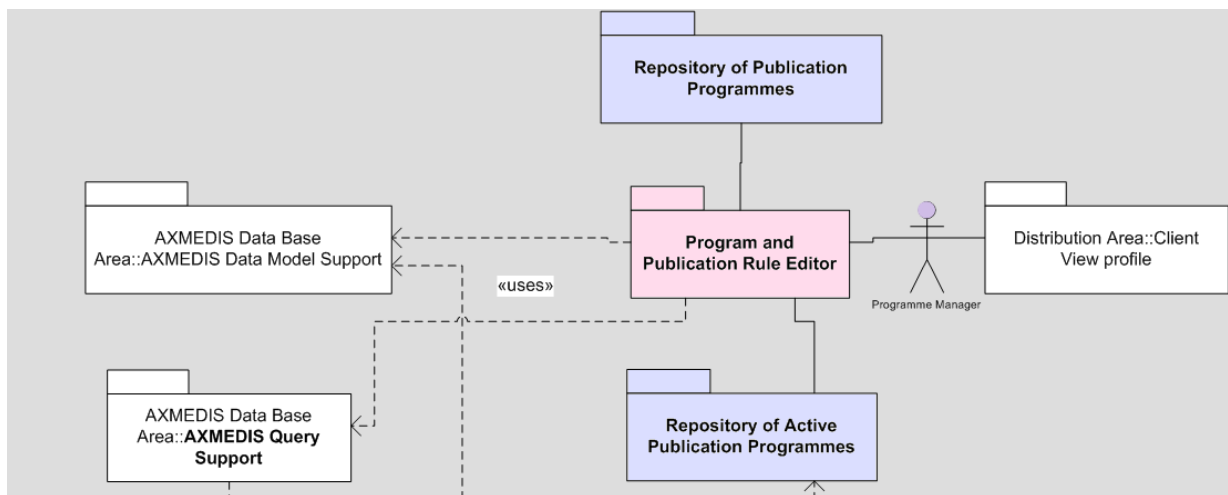 Repository of Publication
Programmes
AXMEDIS Data Base
Area::AXMEDIS Data Model Support
Program and
Publication Rule Editor
Programme Manager
Distribution Area::Client
View profile
«uses»
AXMEDIS Data Base
Area::AXMEDIS Query
Support
Repository of Active
Publication Programmes